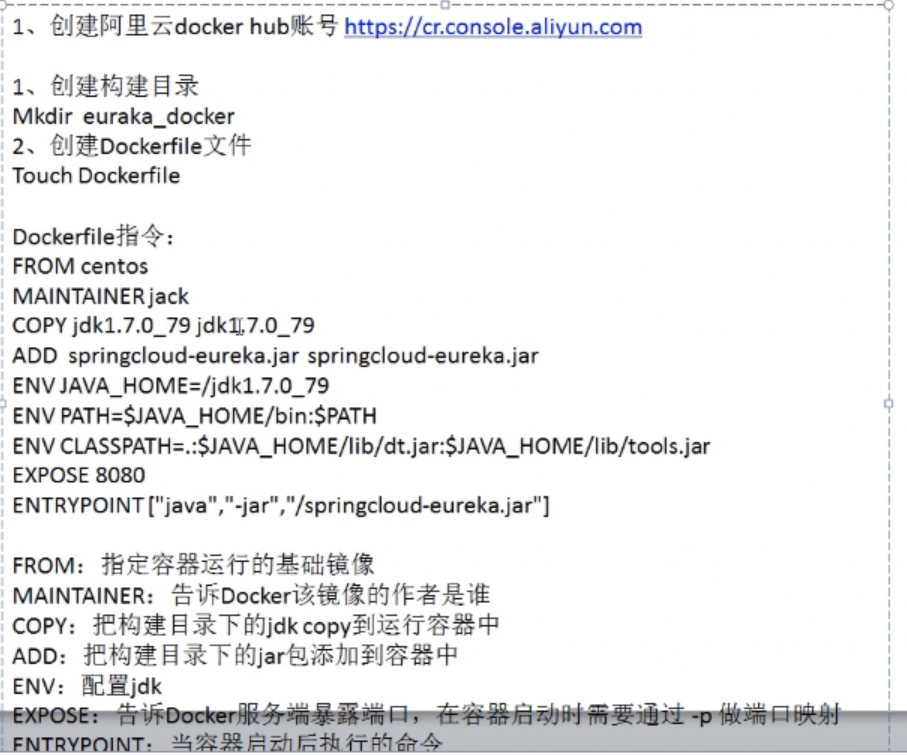 1、创建阿里云docker hub账号 https://cr.console.aliyun.com
1、创建构建目录
Mkdir euraka_docker
2、创建Dockerfile文件
Touch Dockerfile
Dockerfile指令：
FROM centos
MAINTAINER jack
COPY jdk1.7.0_79 jdk1.7.0_79
ADD springcloud-eureka.jar springcloud-eureka.jar
ENV JAVA_HOME=/jdk1.7.0_79
ENV PATH=$JAVA_HOME/bin:$PATH
ENV CLASSPATH=.:$JAVA_HOME/lib/dt.jar:$JAVA_HOME/lib/tools.jar
EXPOSE 8080
ENTRYPOINT ["java","-jar","/springcloud-eureka.jar"]
FROM：指定容器运行的基础镜像
MAINTAINER：告诉Docker该镜像的作者是谁
COPY：把构建目录下的jdk copy到运行容器中
ADD：把构建目录下的jar包添加到容器中
ENV：配置jdk
EXPOSE：告诉Docker服务端暴露端口，在容器启动时需要通过 -p 做端口映射
ENTRYPOINT：当容器启动后执行的命令